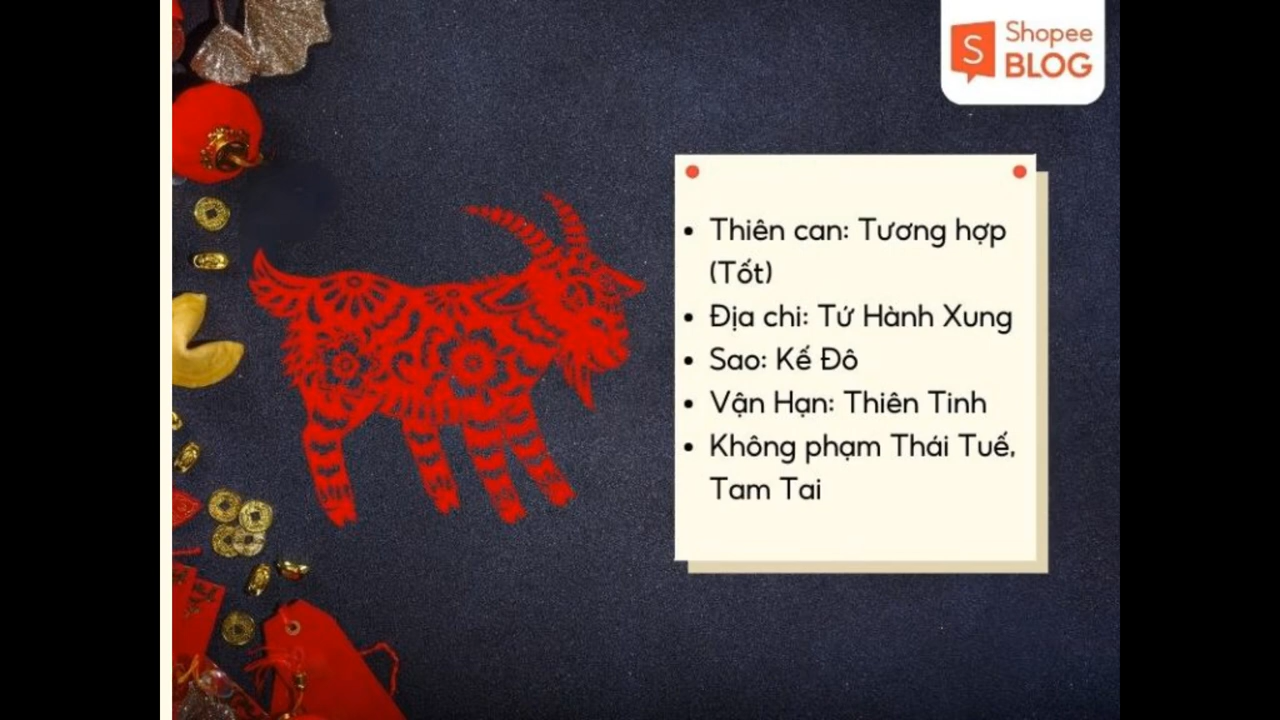 Shopee
BLOG
• Thiên can: Tương hợp
(Tốt)
• Địa chi: Tứ Hành Xung
• Sao: Kế Đô
• Vận Hạn: Thiên Tinh
• Không phạm Thái Tuế,
Tam Tai